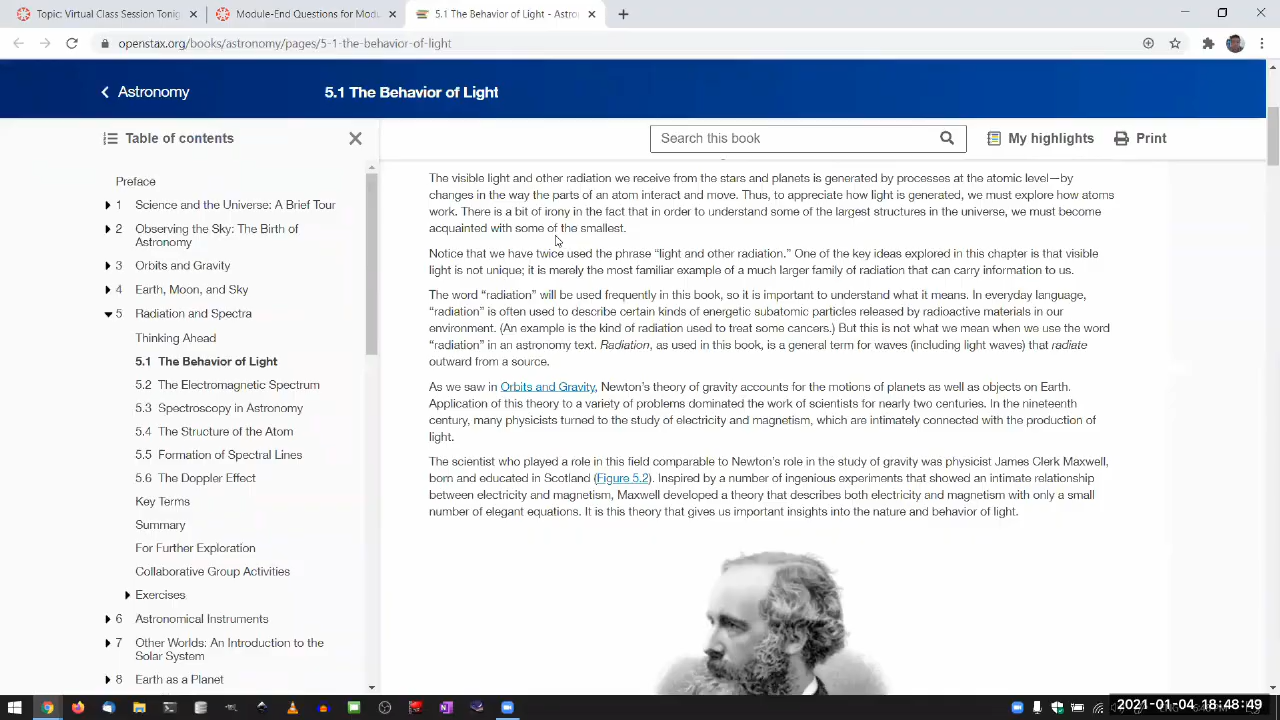 Topic: Virtual Class Session Tonig
Module-End Questions for Modu
5.1 The Behavior of Light - Astro
openstax.org/books/astronomy/pages/5-1-the-behavior-of-light
Astronomy
5.1 The Behavior of Light
Table of contents
Search this book
My highlights
Print
Preface
1 Science and the Universe: A Brief Tour
2 Observing the Sky: The Birth of
Astronomy
3 Orbits and Gravity
4 Earth, Moon, and Sky
5 Radiation and Spectra
Thinking Ahead
5.1 The Behavior of Light
5.2 The Electromagnetic Spectrum
5.3 Spectroscopy in Astronomy
5.4 The Structure of the Atom
5.5 Formation of Spectral Lines
5.6 The Doppler Effect
Key Terms
Summary
For Further Exploration
Collaborative Group Activities
Exercises
6 Astronomical Instruments
7 Other Worlds: An Introduction to the
Solar System
8 Earth as a Planet
The visible light and other radiation we receive from the stars and planets is generated by processes at the atomic level—by
changes in the way the parts of an atom interact and move. Thus, to appreciate how light is generated, we must explore how atoms
work. There is a bit of irony in the fact that in order to understand some of the largest structures in the universe, we must become
acquainted with some of the smallest.
Notice that we have twice used the phrase “light and other radiation.” One of the key ideas explored in this chapter is that visible
light is not unique; it is merely the most familiar example of a much larger family of radiation that can carry information to us.
The word “radiation” will be used frequently in this book, so it is important to understand what it means. In everyday language,
“radiation” is often used to describe certain kinds of energetic subatomic particles released by radioactive materials in our
environment. (An example is the kind of radiation used to treat some cancers.) But this is not what we mean when we use the word
“radiation” in an astronomy text. Radiation, as used in this book, is a general term for waves (including light waves) that radiate
outward from a source.
As we saw in Orbits and Gravity, Newton’s theory of gravity accounts for the motions of planets as well as objects on Earth.
Application of this theory to a variety of problems dominated the work of scientists for nearly two centuries. In the nineteenth
century, many physicists turned to the study of electricity and magnetism, which are intimately connected with the production of
light.
The scientist who played a role in this field comparable to Newton’s role in the study of gravity was physicist James Clerk Maxwell,
born and educated in Scotland (Figure 5.2). Inspired by a number of ingenious experiments that showed an intimate relationship
between electricity and magnetism, Maxwell developed a theory that describes both electricity and magnetism with only a small
number of elegant equations. It is this theory that gives us important insights into the nature and behavior of light.
2021-01-04 18:48:49